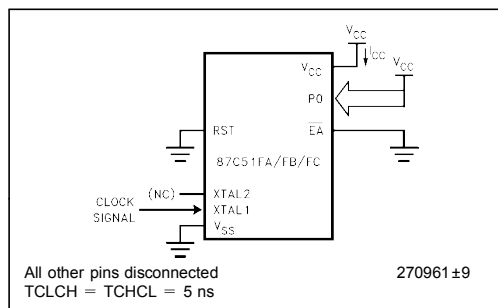 VCC
ICC
VCC
VCC
P0
RST
EA
87C51FA/FB/FC
(NC)
XTAL2
CLOCK
SIGNAL
XTAL1
VSS
All other pins disconnected
TCLCH = TCHCL = 5 ns
270961±9